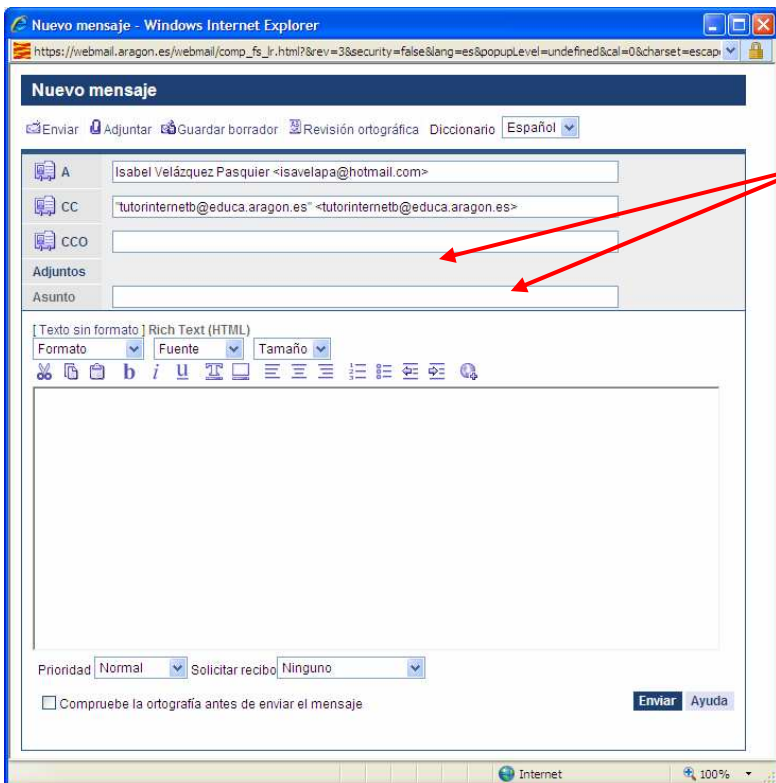 Nuevo mensaje - Windows Internet Explorer
https://webmail.aragon.es/webmail/comp_fs_lr.html?&rev=3&security=false&lang=es&popupLevel=undefined&cal=0&charset=escap
Nuevo mensaje
Enviar Adjuntar Guardar borrador Revisión ortográfica Diccionario Español
A Isabel Velázquez Pasquier <isavelapa@hotmail.com>
CC "tutorinternetb@educa.aragon.es" <tutorinternetb@educa.aragon.es>
CCO
Adjuntos
Asunto
[ Texto sin formato ] Rich Text (HTML)
Formato Fuente Tamaño
b i u T
Prioridad Normal Solicitar recibo Ninguno
Compruebe la ortografía antes de enviar el mensaje Enviar Ayuda
Internet 100%